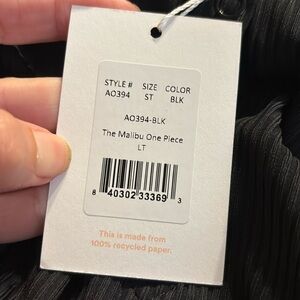 STYLE # SIZE COLOR
AO394 ST BLK
AO394-BLK
The Malibu One Piece
LT
8 40302 33369 3
This is made from
100% recycled paper.